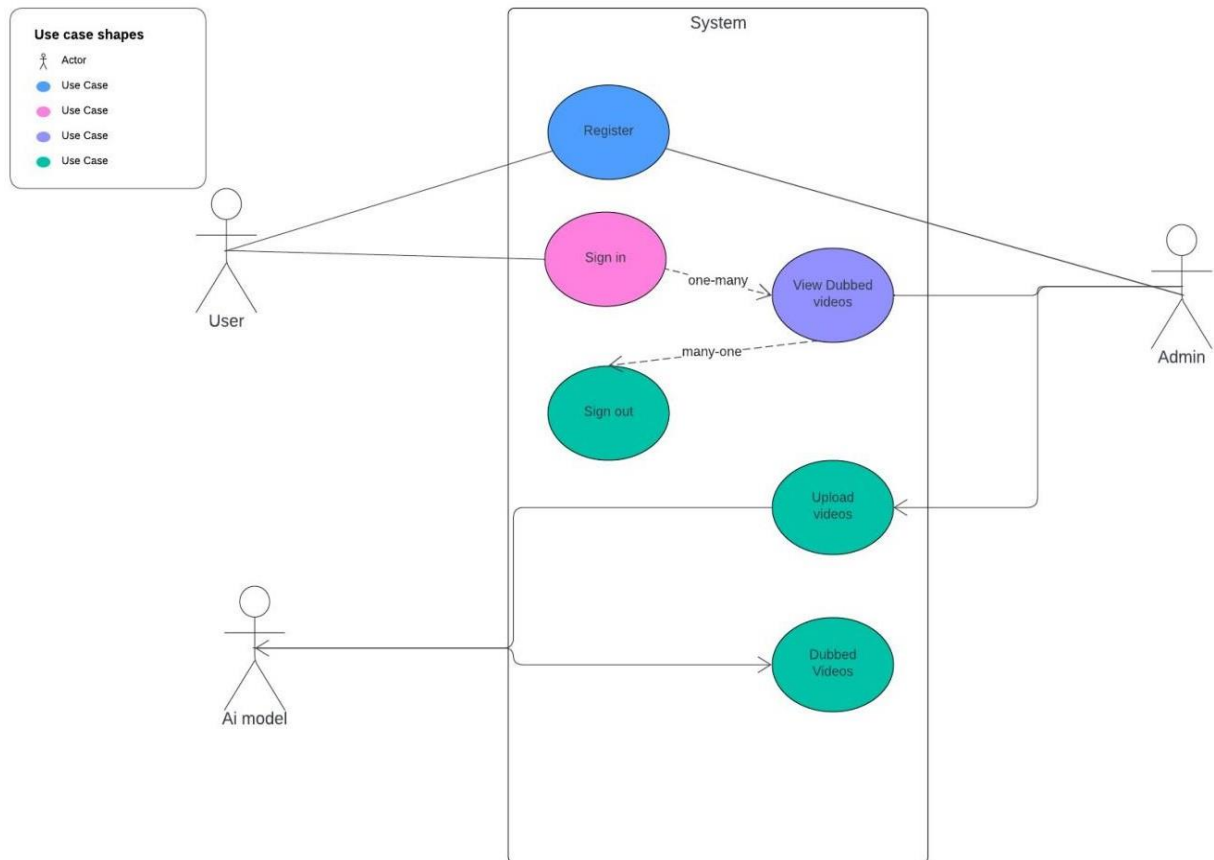 System
Use case shapes
Actor
Use Case
Use Case
Use Case
Use Case
Register
Sign in
one-many
View Dubbed
videos
User
many-one
Admin
Sign out
Upload
videos
Dubbed
Videos
Ai model